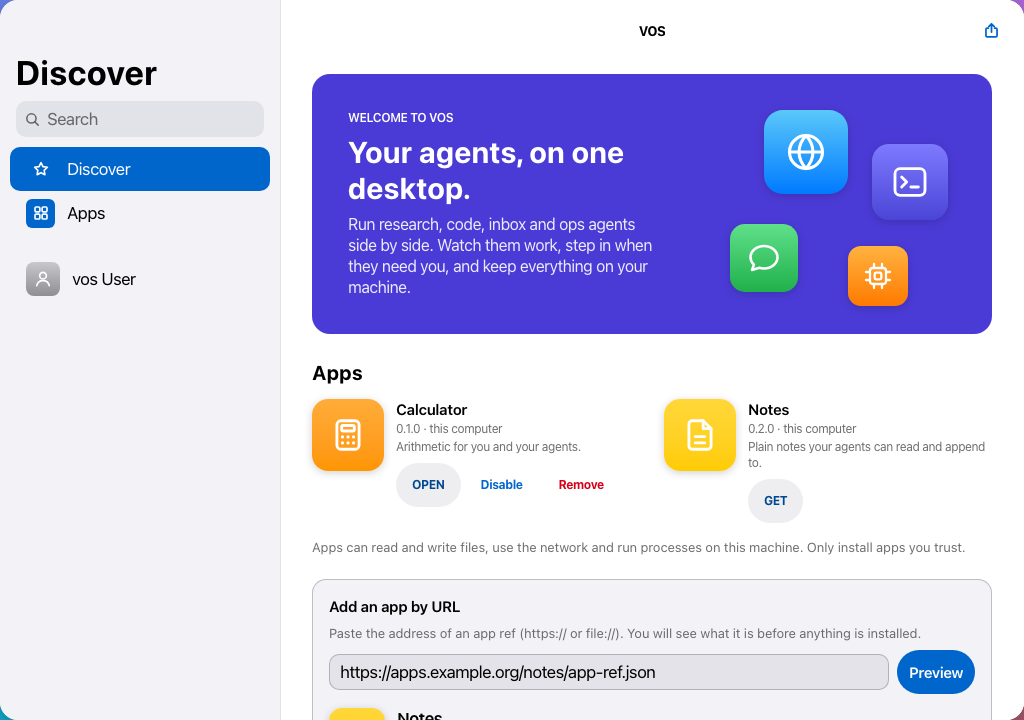 Discover
Search
Discover
Apps
vos User
VOS
WELCOME TO VOS
Your agents, on one
desktop.
Run research, code, inbox and ops agents
side by side. Watch them work, step in when
they need you, and keep everything on your
machine.
Apps
Calculator
0.1.0 · this computer
Arithmetic for you and your agents.
OPEN
Disable
Remove
Notes
0.2.0 · this computer
Plain notes your agents can read and append
to.
GET
Apps can read and write files, use the network and run processes on this machine. Only install apps you trust.
Add an app by URL
Paste the address of an app ref (https:// or file://). You will see what it is before anything is installed.
https://apps.example.org/notes/app-ref.json
Preview
Notes